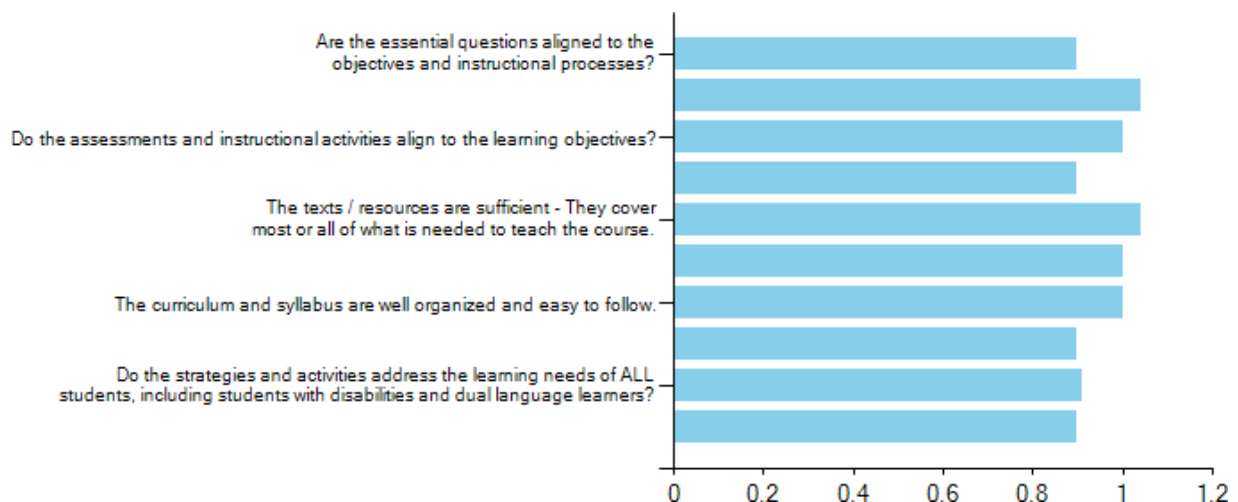 Are the essential questions aligned to the
objectives and instructional processes?
Do the assessments and instructional activities align to the learning objectives?
The texts / resources are sufficient - They cover
most or all of what is needed to teach the course.
The curriculum and syllabus are well organized and easy to follow.
Do the strategies and activities address the learning needs of ALL
students, including students with disabilities and dual language learners?
0 0.2 0.4 0.6 0.8 1 1.2